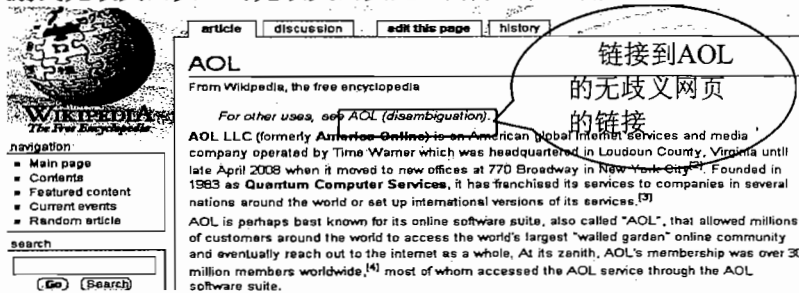 article discussion edit this page history
WIKIPEDIA
The Free Encyclopedia
navigation
Main page
Contents
Featured content
Current events
Random article
search
Go Search
AOL
From Wikipedia, the free encyclopedia
For other uses, see AOL (disambiguation).
AOL LLC (formerly America Online) is an American global Internet services and media
company operated by Time Warner which was headquartered in Loudoun County, Virginia until
late April 2008 when it moved to new offices at 770 Broadway in New York City[2]. Founded in
1983 as Quantum Computer Services, it has franchised its services to companies in several
nations around the world or set up international versions of its services.[3]
AOL is perhaps best known for its online software suite, also called "AOL", that allowed millions
of customers around the world to access the world's largest "walled garden" online community
and eventually reach out to the internet as a whole, At its zenith, AOL's membership was over 30
million members worldwide,[4] most of whom accessed the AOL service through the AOL
software suite.
链接到AOL
的无歧义网页
的链接